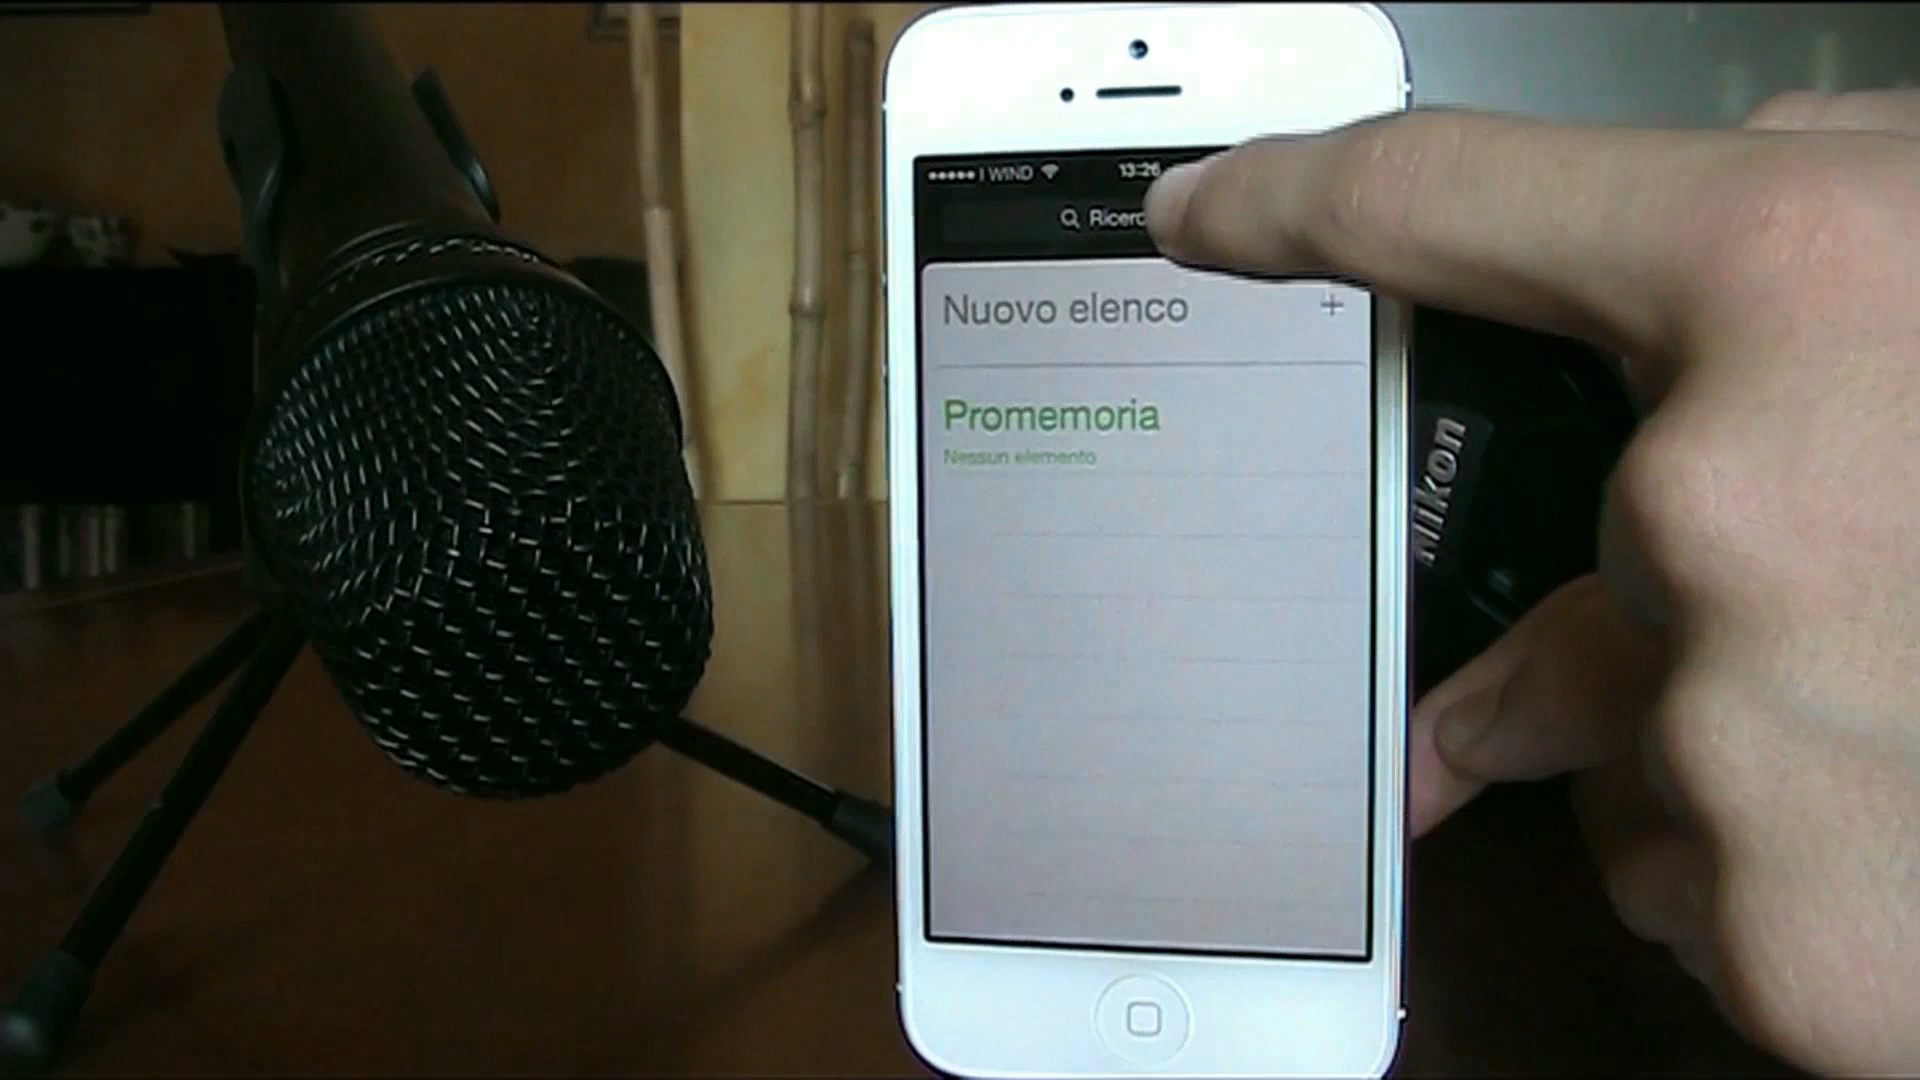 WIND 13:26
Ricerc
Nuovo elenco +
Promemoria
Nessun elemento
Nikon